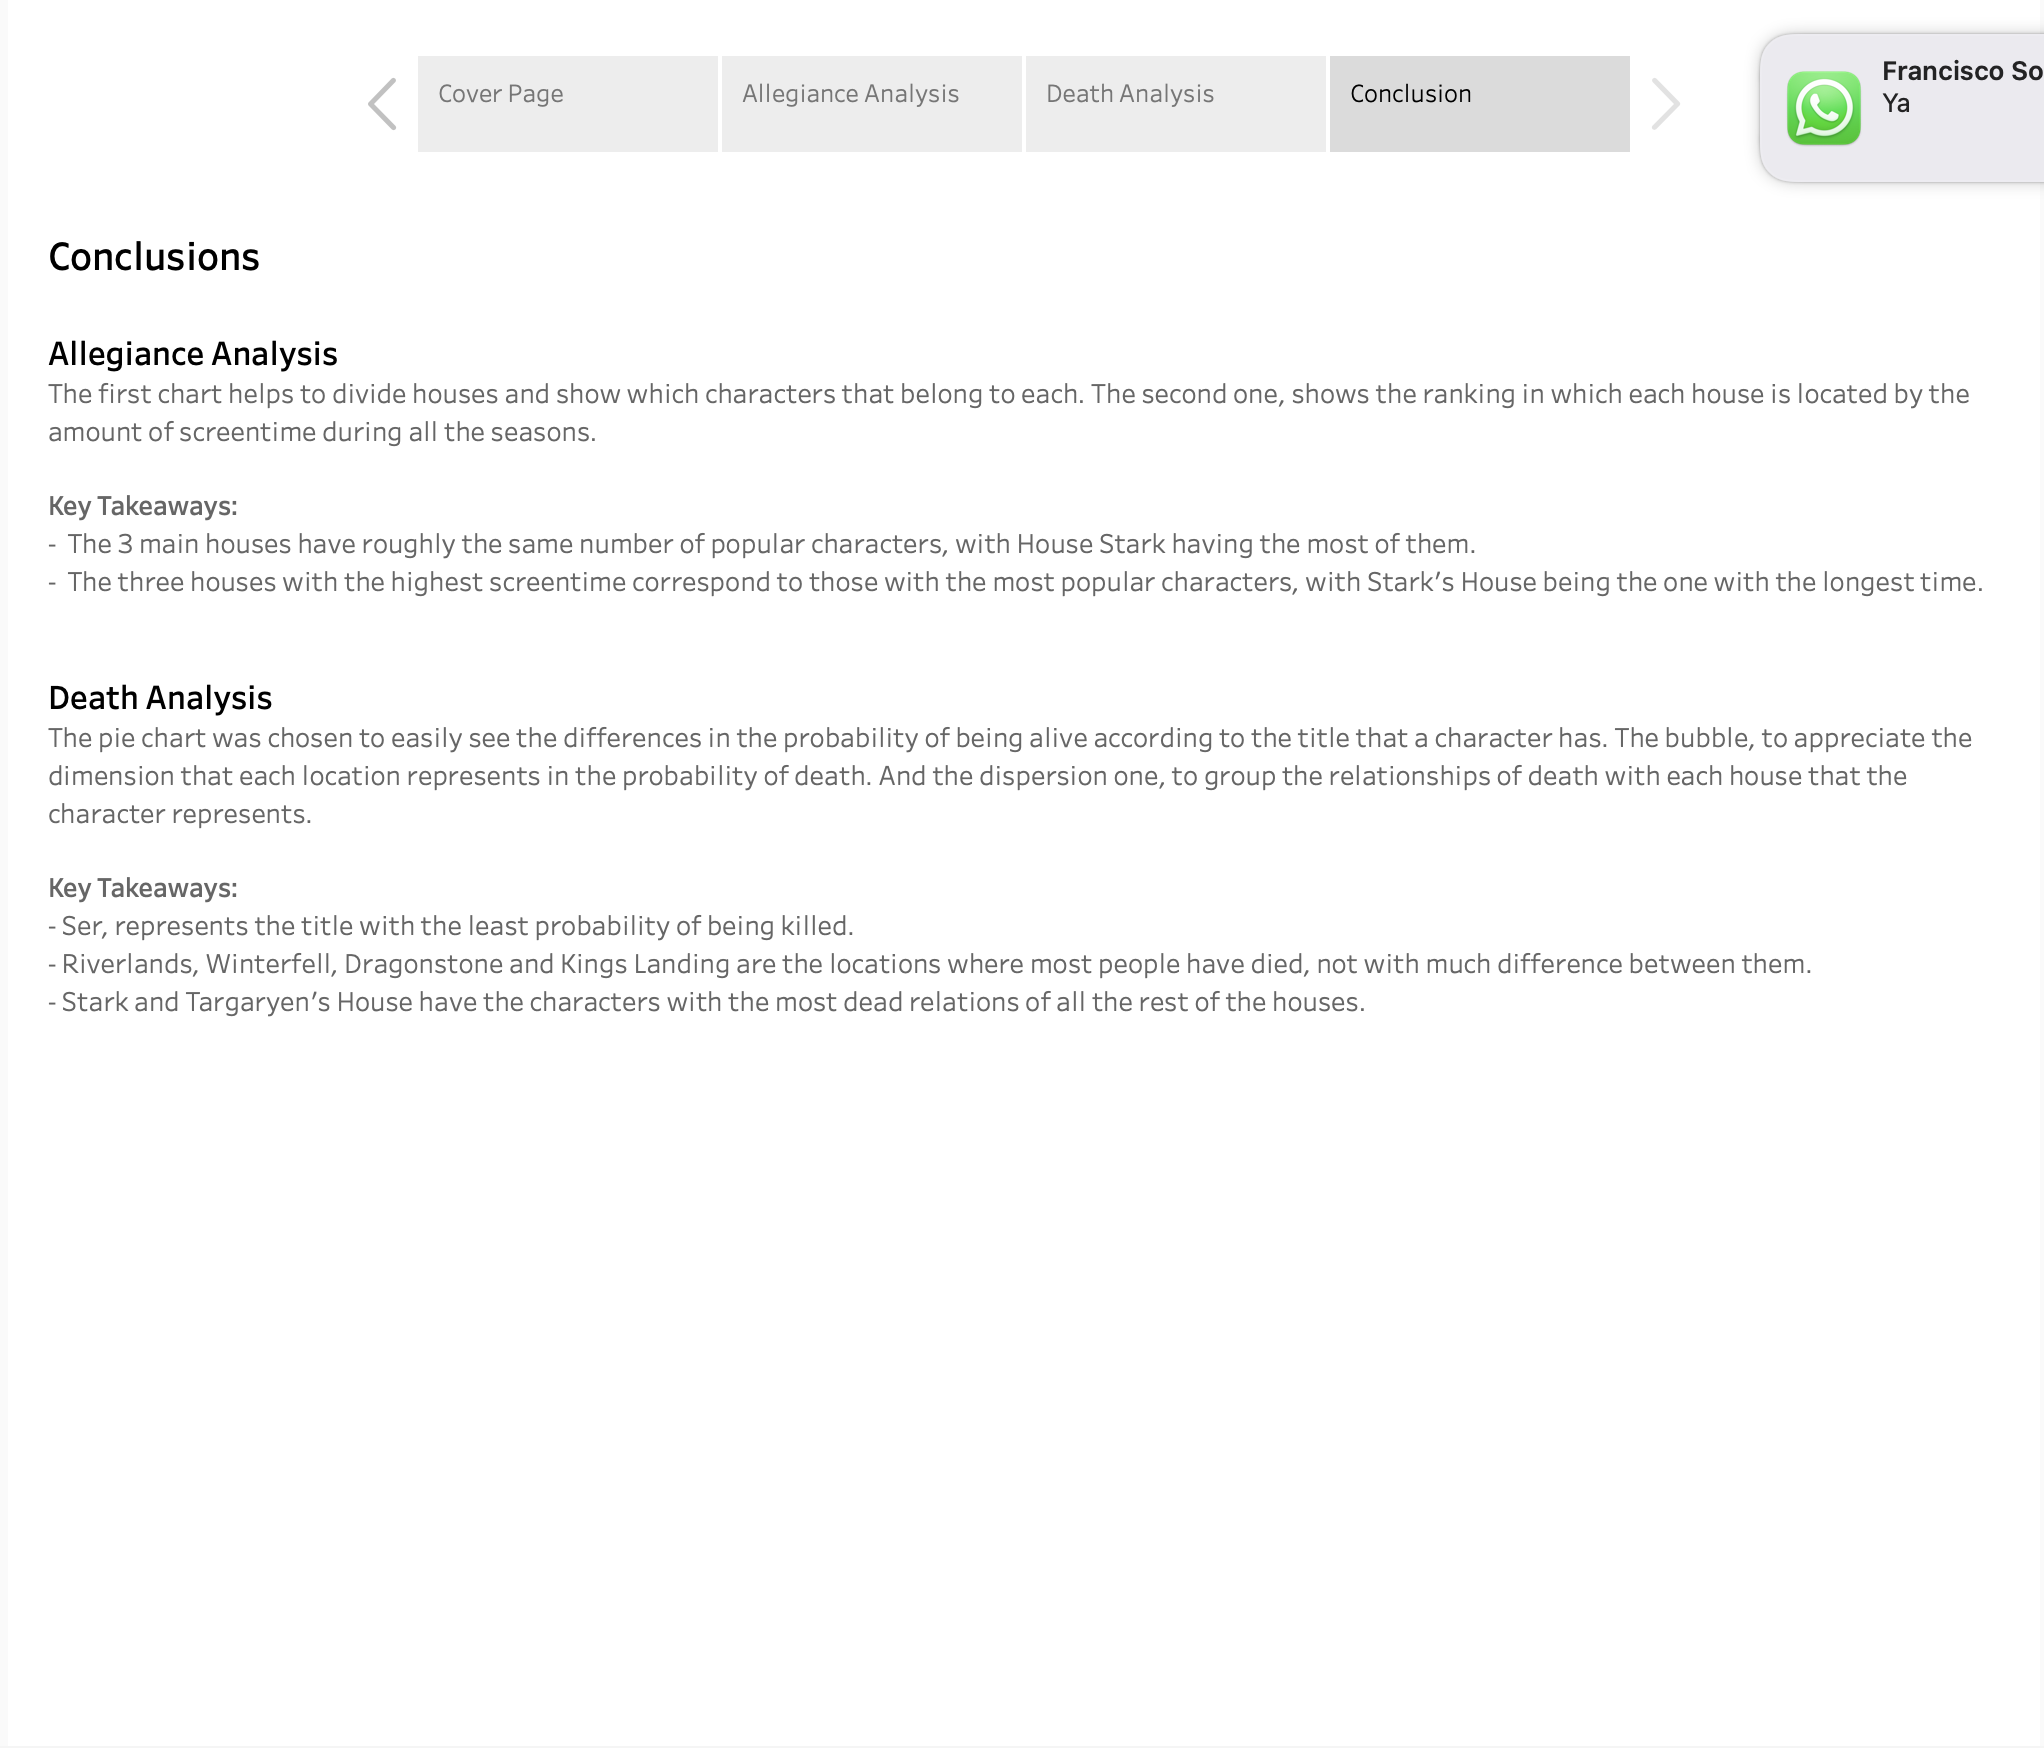 Cover Page
Allegiance Analysis
Death Analysis
Conclusion
Francisco So
Ya
Conclusions
Allegiance Analysis
The first chart helps to divide houses and show which characters that belong to each. The second one, shows the ranking in which each house is located by the
amount of screentime during all the seasons.
Key Takeaways:
- The 3 main houses have roughly the same number of popular characters, with House Stark having the most of them.
- The three houses with the highest screentime correspond to those with the most popular characters, with Stark’s House being the one with the longest time.
Death Analysis
The pie chart was chosen to easily see the differences in the probability of being alive according to the title that a character has. The bubble, to appreciate the
dimension that each location represents in the probability of death. And the dispersion one, to group the relationships of death with each house that the
character represents.
Key Takeaways:
- Ser, represents the title with the least probability of being killed.
- Riverlands, Winterfell, Dragonstone and Kings Landing are the locations where most people have died, not with much difference between them.
- Stark and Targaryen’s House have the characters with the most dead relations of all the rest of the houses.